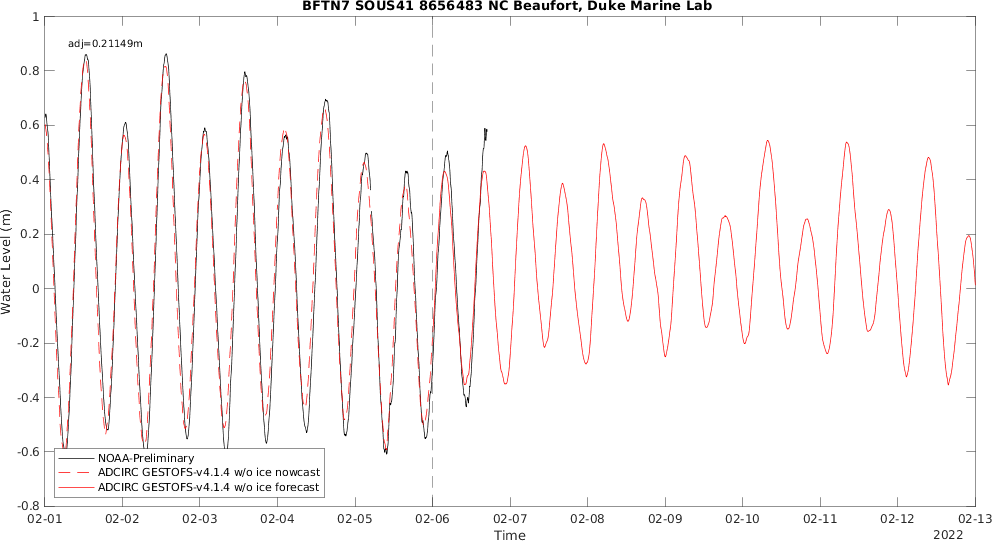 BFTN7 SOUS41 8656483 NC Beaufort, Duke Marine Lab
adj=0.21149m
1
0.8
0.6
0.4
0.2
0
-0.2
-0.4
-0.6
-0.8
Water Level (m)
NOAA-Preliminary
ADCIRC GESTOFS-v4.1.4 w/o ice nowcast
ADCIRC GESTOFS-v4.1.4 w/o ice forecast
02-01 02-02 02-03 02-04 02-05 02-06 02-07 02-08 02-09 02-10 02-11 02-12 02-13
Time
2022